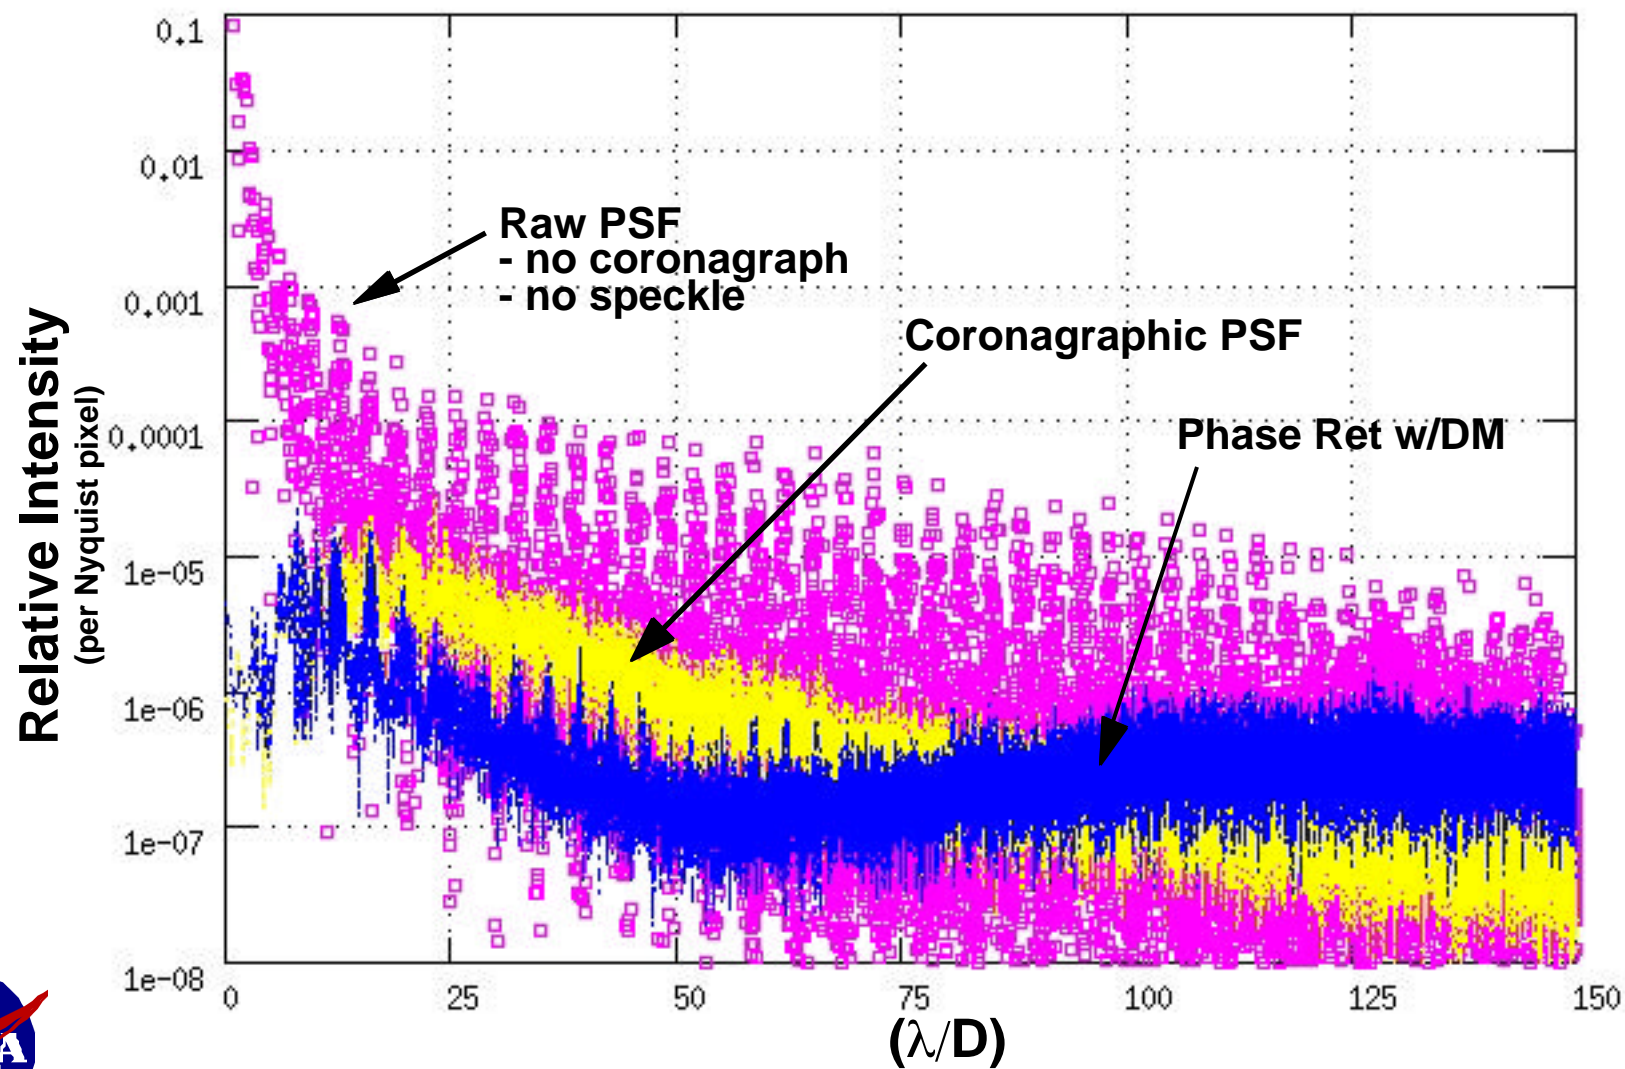 0.1
0.01
0.001
0.0001
1e-05
1e-06
1e-07
1e-08
Relative Intensity
(per Nyquist pixel)
Raw PSF
- no coronagraph
- no speckle
Coronagraphic PSF
Phase Ret w/DM
0 25 50 75 100 125 150
(λ/D)
A